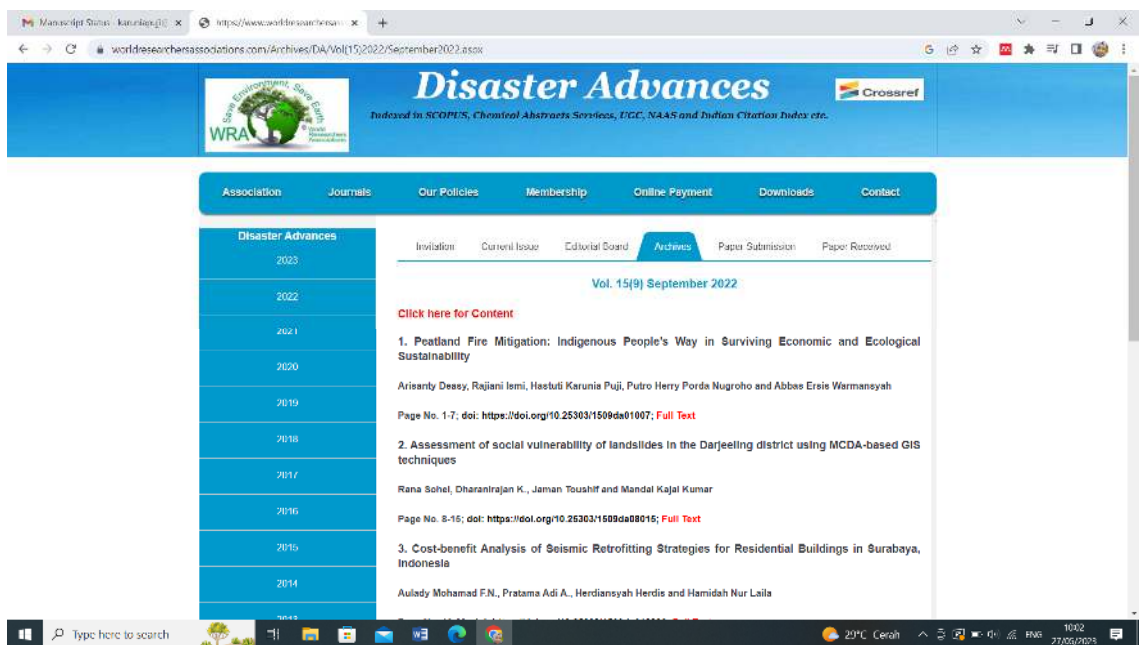 Manuscript Status - karuniapuji@
https://www.worldresearchersass
worldresearchersassociations.com/Archives/DA/Vol(15)2022/September2022.aspx
Save Environment, Save Earth
WRA
World Researchers Associations
Disaster Advances
Indexed in SCOPUS, Chemical Abstracts Services, UGC, NAAS and Indian Citation Index etc.
Crossref
Association Journals Our Policies Membership Online Payment Downloads Contact
Disaster Advances
2023
2022
2021
2020
2019
2018
2017
2016
2015
2014
2013
Invitation Current Issue Editorial Board Archives Paper Submission Paper Received
Vol. 15(9) September 2022
Click here for Content
1. Peatland Fire Mitigation: Indigenous People's Way in Surviving Economic and Ecological
Sustainability
Arisanty Deasy, Rajiani Ismi, Hastuti Karunia Puji, Putro Herry Porda Nugroho and Abbas Ersis Warmansyah
Page No. 1-7; doi: https://doi.org/10.25303/1509da01007; Full Text
2. Assessment of social vulnerability of landslides in the Darjeeling district using MCDA-based GIS
techniques
Rana Sohel, Dharanirajan K., Jaman Toushif and Mandal Kajal Kumar
Page No. 8-15; doi: https://doi.org/10.25303/1509da08015; Full Text
3. Cost-benefit Analysis of Seismic Retrofitting Strategies for Residential Buildings in Surabaya,
Indonesia
Aulady Mohamad F.N., Pratama Adi A., Herdiansyah Herdis and Hamidah Nur Laila
Type here to search
29°C Cerah
ENG
10:02
27/05/2023